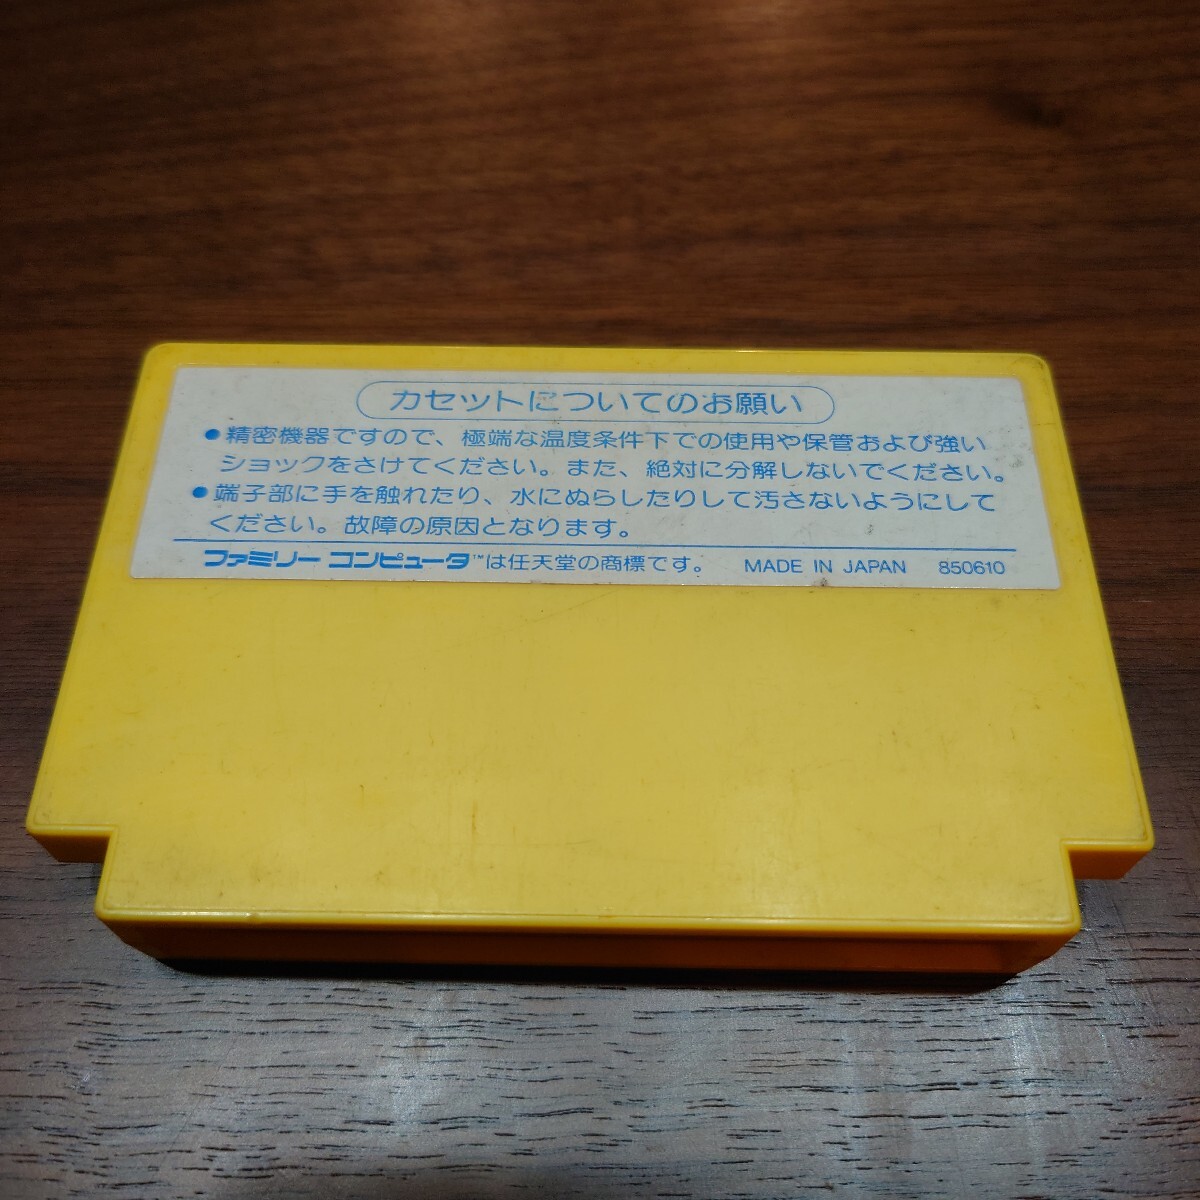 カセットについてのお願い
●精密機器ですので、極端な温度条件下での使用や保管および強い
ショックをさけてください。また、絶対に分解しないでください。
●端子部に手を触れたり、水にぬらしたりして汚さないようにして
ください。故障の原因となります。
ファミリー コンピュータ™は任天堂の商標です。 MADE IN JAPAN 850610